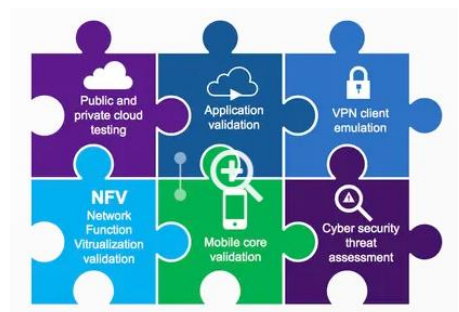 Public and
private cloud
testing
Application
validation
VPN client
emulation
NFV
Network
Function
Vitrualization
validation
Mobile core
validation
Cyber security
threat
assessment